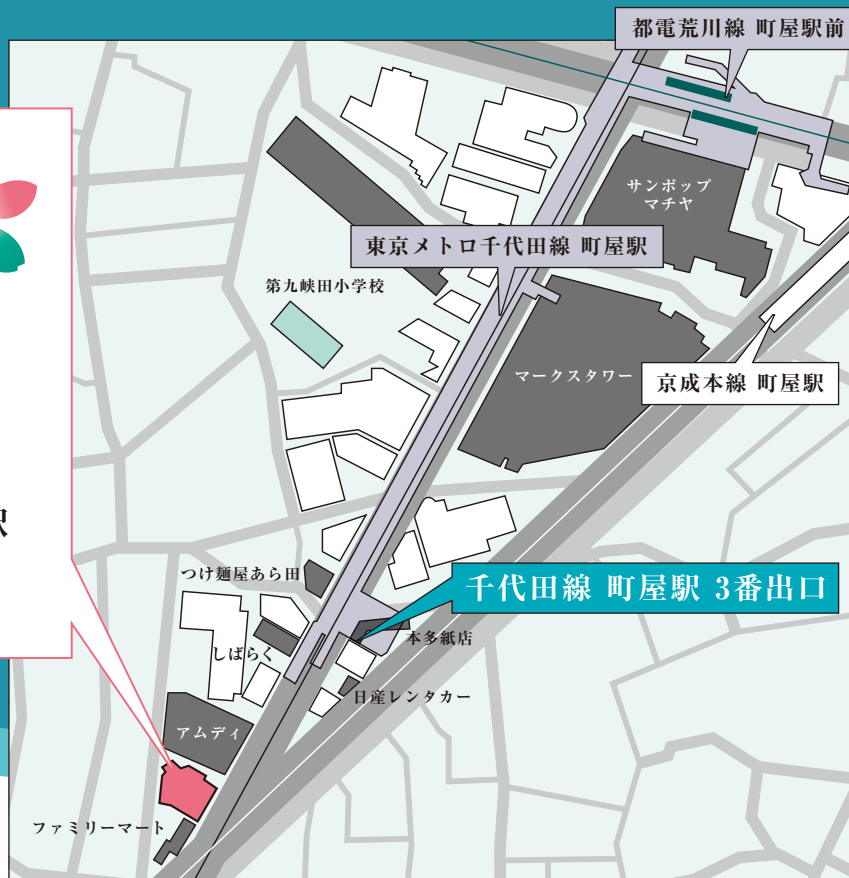 都電荒川線 町屋駅前
サンポップ
マチヤ
東京メトロ千代田線 町屋駅
第九峡田小学校
マークスタワー
京成本線 町屋駅
駅
つけ麺屋あら田
千代田線 町屋駅 3番出口
本多紙店
しばらく
日産レンタカー
アムディ
ファミリーマート